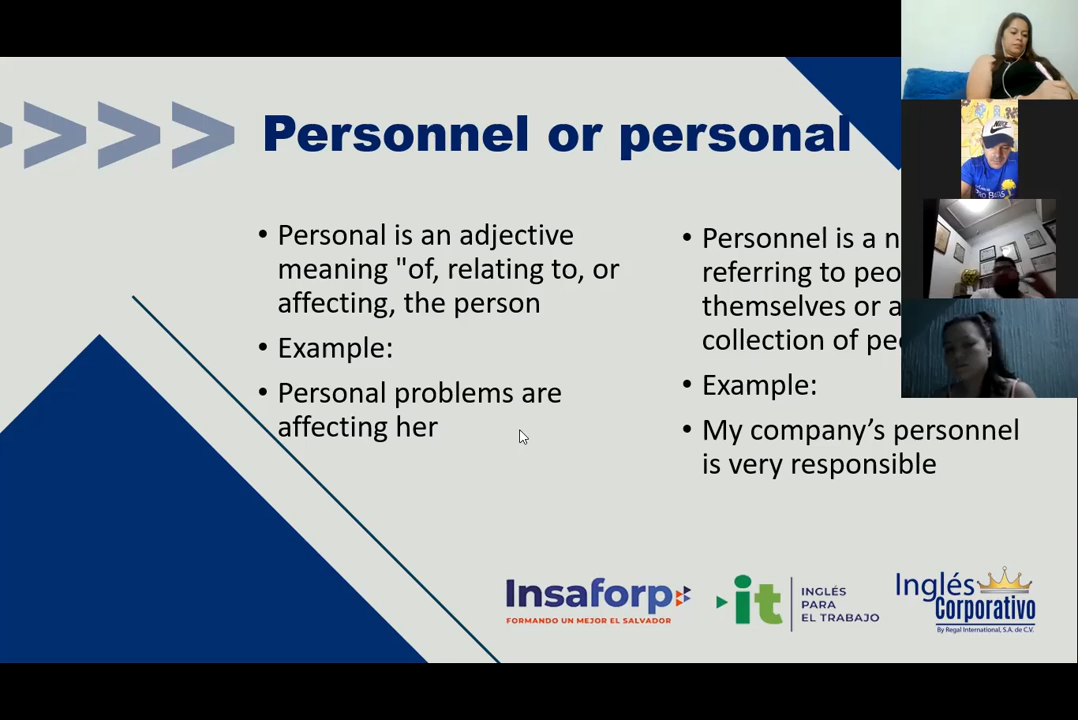 >>>> Personnel or personal
• Personal is an adjective
meaning "of, relating to, or
affecting, the person
• Example:
• Personal problems are
affecting her
• Personnel is a
referring to
themselves or
collection of
• Example:
• My company’s personnel
is very responsible
Insaforp
FORMANDO UN MEJOR EL SALVADOR
it
INGLÉS
PARA
EL TRABAJO
Inglés
Corporativo
By Regal International, S.A. de C.V.
NIKE